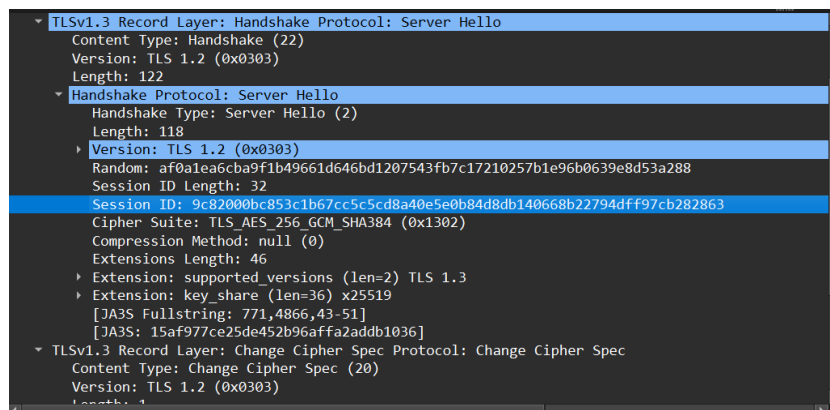 TLSv1.3 Record Layer: Handshake Protocol: Server Hello
Content Type: Handshake (22)
Version: TLS 1.2 (0x0303)
Length: 122
Handshake Protocol: Server Hello
Handshake Type: Server Hello (2)
Length: 118
Version: TLS 1.2 (0x0303)
Random: af0a1ea6cba9f1b49661d646bd1207543fb7c17210257b1e96b0639e8d53a288
Session ID Length: 32
Session ID: 9c82000bc853c1b67cc5c5cd8a40e5e0b84d8db140668b22794dff97cb282863
Cipher Suite: TLS_AES_256_GCM_SHA384 (0x1302)
Compression Method: null (0)
Extensions Length: 46
Extension: supported_versions (len=2) TLS 1.3
Extension: key_share (len=36) x25519
[JA3S Fullstring: 771,4866,43-51]
[JA3S: 15af977ce25de452b96affa2addb1036]
TLSv1.3 Record Layer: Change Cipher Spec Protocol: Change Cipher Spec
Content Type: Change Cipher Spec (20)
Version: TLS 1.2 (0x0303)
Length: 1